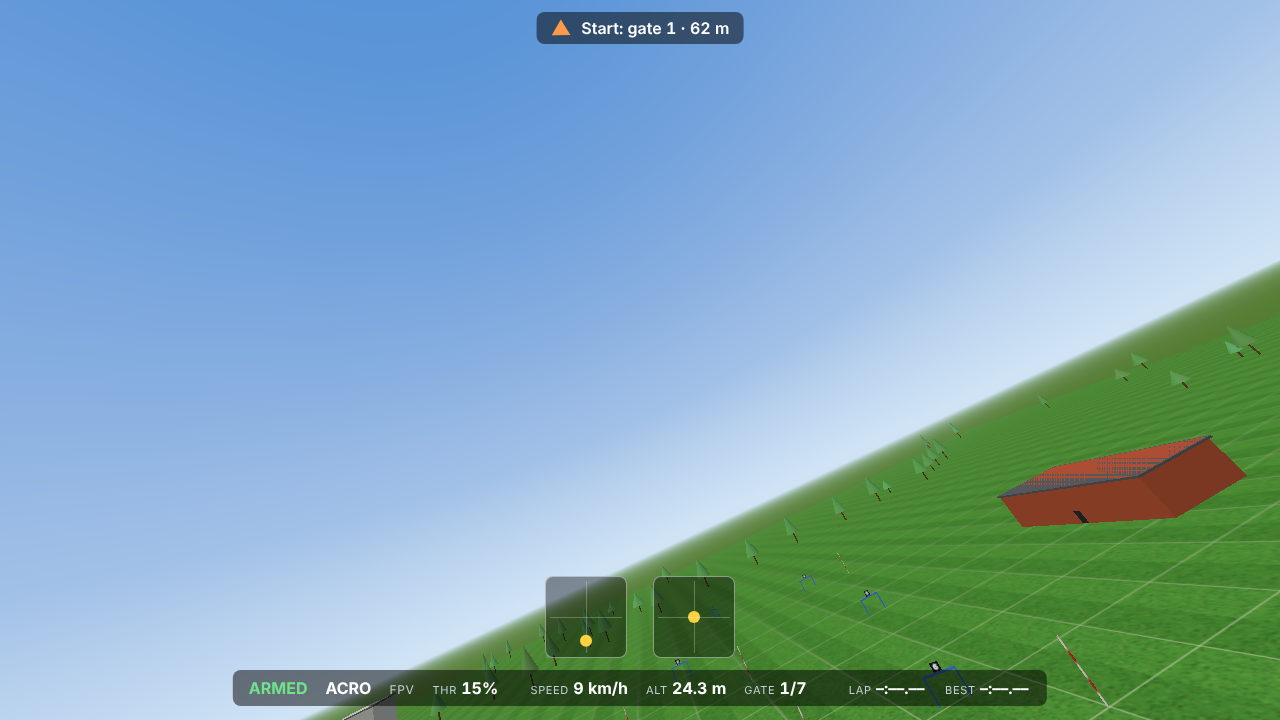 Start: gate 1 · 62 m
ARMED ACRO FPV THR 15% SPEED 9 km/h ALT 24.3 m GATE 1/7 LAP –:––.–– BEST –:––.––